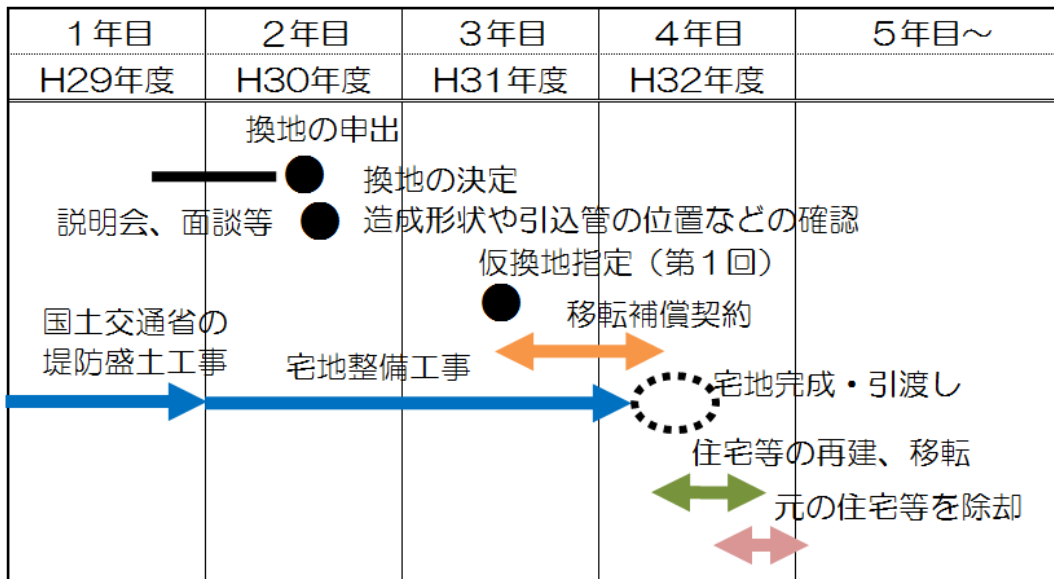 1年目 2年目 3年目 4年目 5年目~
H29年度 H30年度 H31年度 H32年度
換地の申出
換地の決定
説明会、面談等
造成形状や引込管の位置などの確認
仮換地指定(第1回)
移転補償契約
国土交通省の
堤防盛土工事
宅地整備工事
宅地完成・引渡し
住宅等の再建、移転
元の住宅等を除却